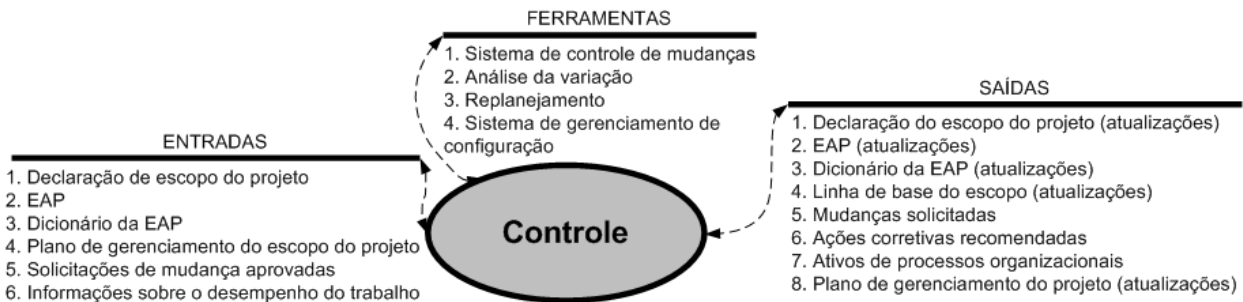 FERRAMENTAS
1. Sistema de controle de mudanças
2. Análise da variação
3. Replanejamento
4. Sistema de gerenciamento de
configuração
ENTRADAS
1. Declaração de escopo do projeto
2. EAP
3. Dicionário da EAP
4. Plano de gerenciamento do escopo do projeto
5. Solicitações de mudança aprovadas
6. Informações sobre o desempenho do trabalho
Controle
SAÍDAS
1. Declaração do escopo do projeto (atualizações)
2. EAP (atualizações)
3. Dicionário da EAP (atualizações)
4. Linha de base do escopo (atualizações)
5. Mudanças solicitadas
6. Ações corretivas recomendadas
7. Ativos de processos organizacionais
8. Plano de gerenciamento do projeto (atualizações)